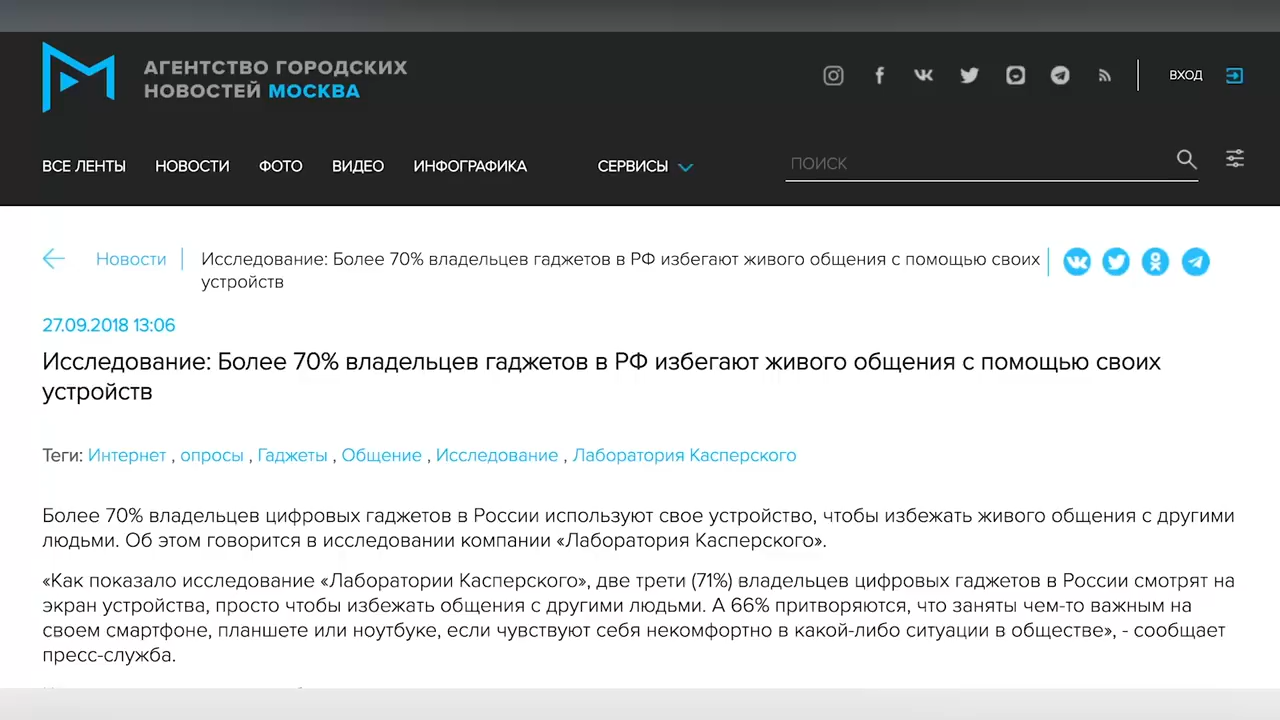 АГЕНТСТВО ГОРОДСКИХ
НОВОСТЕЙ МОСКВА
ВХОД
ВСЕ ЛЕНТЫ НОВОСТИ ФОТО ВИДЕО ИНФОГРАФИКА СЕРВИСЫ ПОИСК
Новости Исследование: Более 70% владельцев гаджетов в РФ избегают живого общения с помощью своих
устройств
27.09.2018 13:06
Исследование: Более 70% владельцев гаджетов в РФ избегают живого общения с помощью своих
устройств
Теги: Интернет , опросы , Гаджеты , Общение , Исследование , Лаборатория Касперского
Более 70% владельцев цифровых гаджетов в России используют свое устройство, чтобы избежать живого общения с другими
людьми. Об этом говорится в исследовании компании «Лаборатория Касперского».
«Как показало исследование «Лаборатории Касперского», две трети (71%) владельцев цифровых гаджетов в России смотрят на
экран устройства, просто чтобы избежать общения с другими людьми. А 66% притворяются, что заняты чем-то важным на
своем смартфоне, планшете или ноутбуке, если чувствуют себя некомфортно в какой-либо ситуации в обществе», - сообщает
пресс-служба.